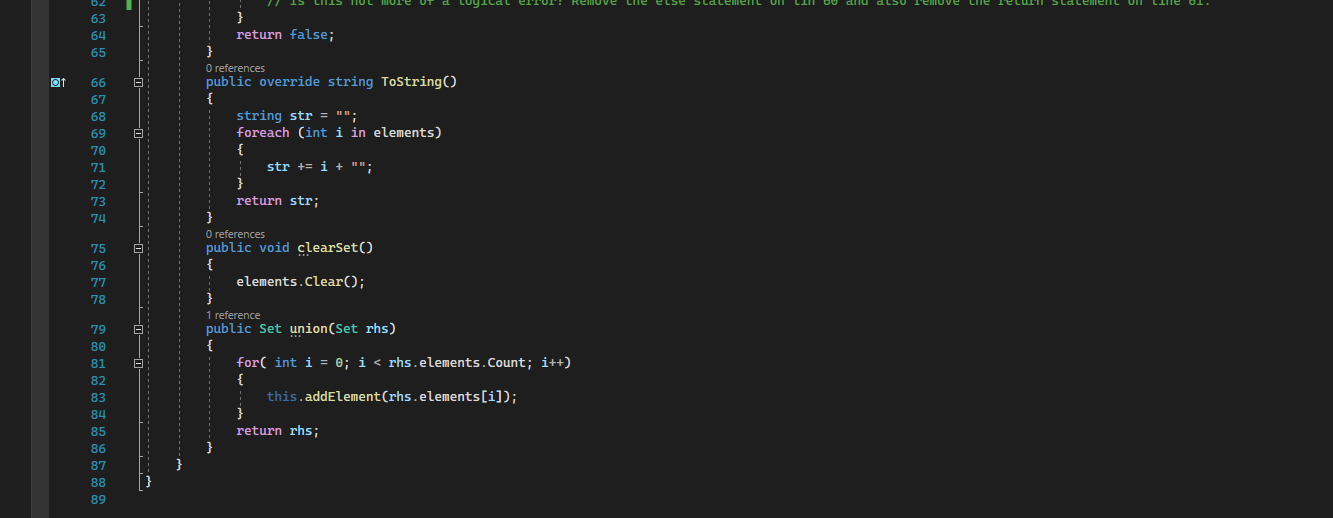 62 // is this not more of a logical error? Remove the else statement on lin 60 and also remove the return statement on line 61.
63 }
64 return false;
65 }
0 references
66 public override string ToString()
67 {
68 string str = "";
69 foreach (int i in elements)
70 {
71 str += i + "";
72 }
73 return str;
74 }
0 references
75 public void clearSet()
76 {
77 elements.Clear();
78 }
1 reference
79 public Set union(Set rhs)
80 {
81 for( int i = 0; i < rhs.elements.Count; i++)
82 {
83 this.addElement(rhs.elements[i]);
84 }
85 return rhs;
86 }
87 }
88 }
89